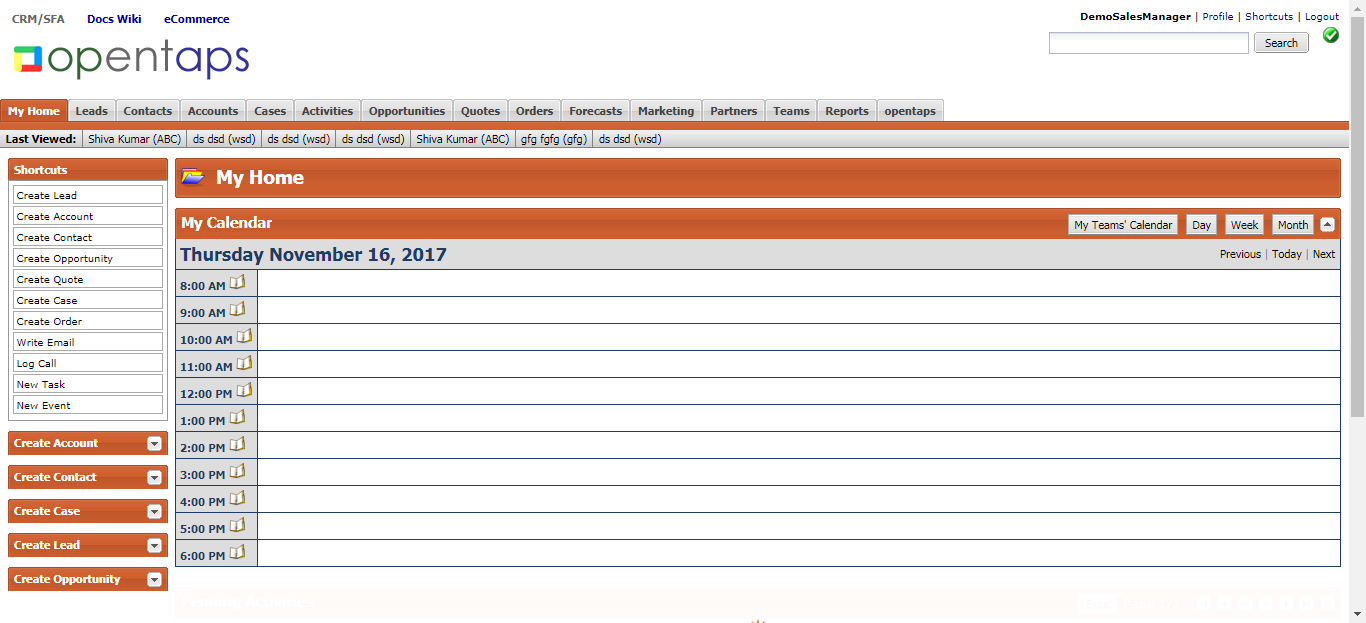 CRM/SFA Docs Wiki eCommerce
DemoSalesManager | Profile | Shortcuts | Logout
opentaps
Search
My Home Leads Contacts Accounts Cases Activities Opportunities Quotes Orders Forecasts Marketing Partners Teams Reports opentaps
Last Viewed: Shiva Kumar (ABC) ds dsd (wsd) ds dsd (wsd) ds dsd (wsd) Shiva Kumar (ABC) gfg fgfg (gfg) ds dsd (wsd)
Shortcuts
Create Lead
Create Account
Create Contact
Create Opportunity
Create Quote
Create Case
Create Order
Write Email
Log Call
New Task
New Event
Create Account
Create Contact
Create Case
Create Lead
Create Opportunity
My Home
My Calendar
My Teams' Calendar Day Week Month
Thursday November 16, 2017
Previous | Today | Next
8:00 AM
9:00 AM
10:00 AM
11:00 AM
12:00 PM
1:00 PM
2:00 PM
3:00 PM
4:00 PM
5:00 PM
6:00 PM
Pending Activities